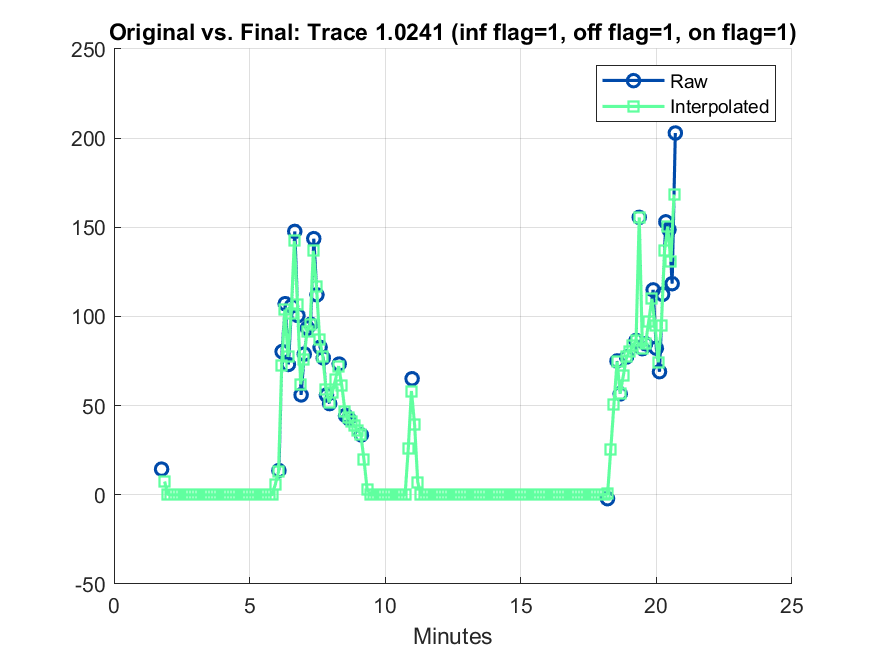 Original vs. Final: Trace 1.0241 (inf flag=1, off flag=1, on flag=1)
250
200
150
100
50
0
-50
Raw
Interpolated
0 5 10 15 20 25
Minutes